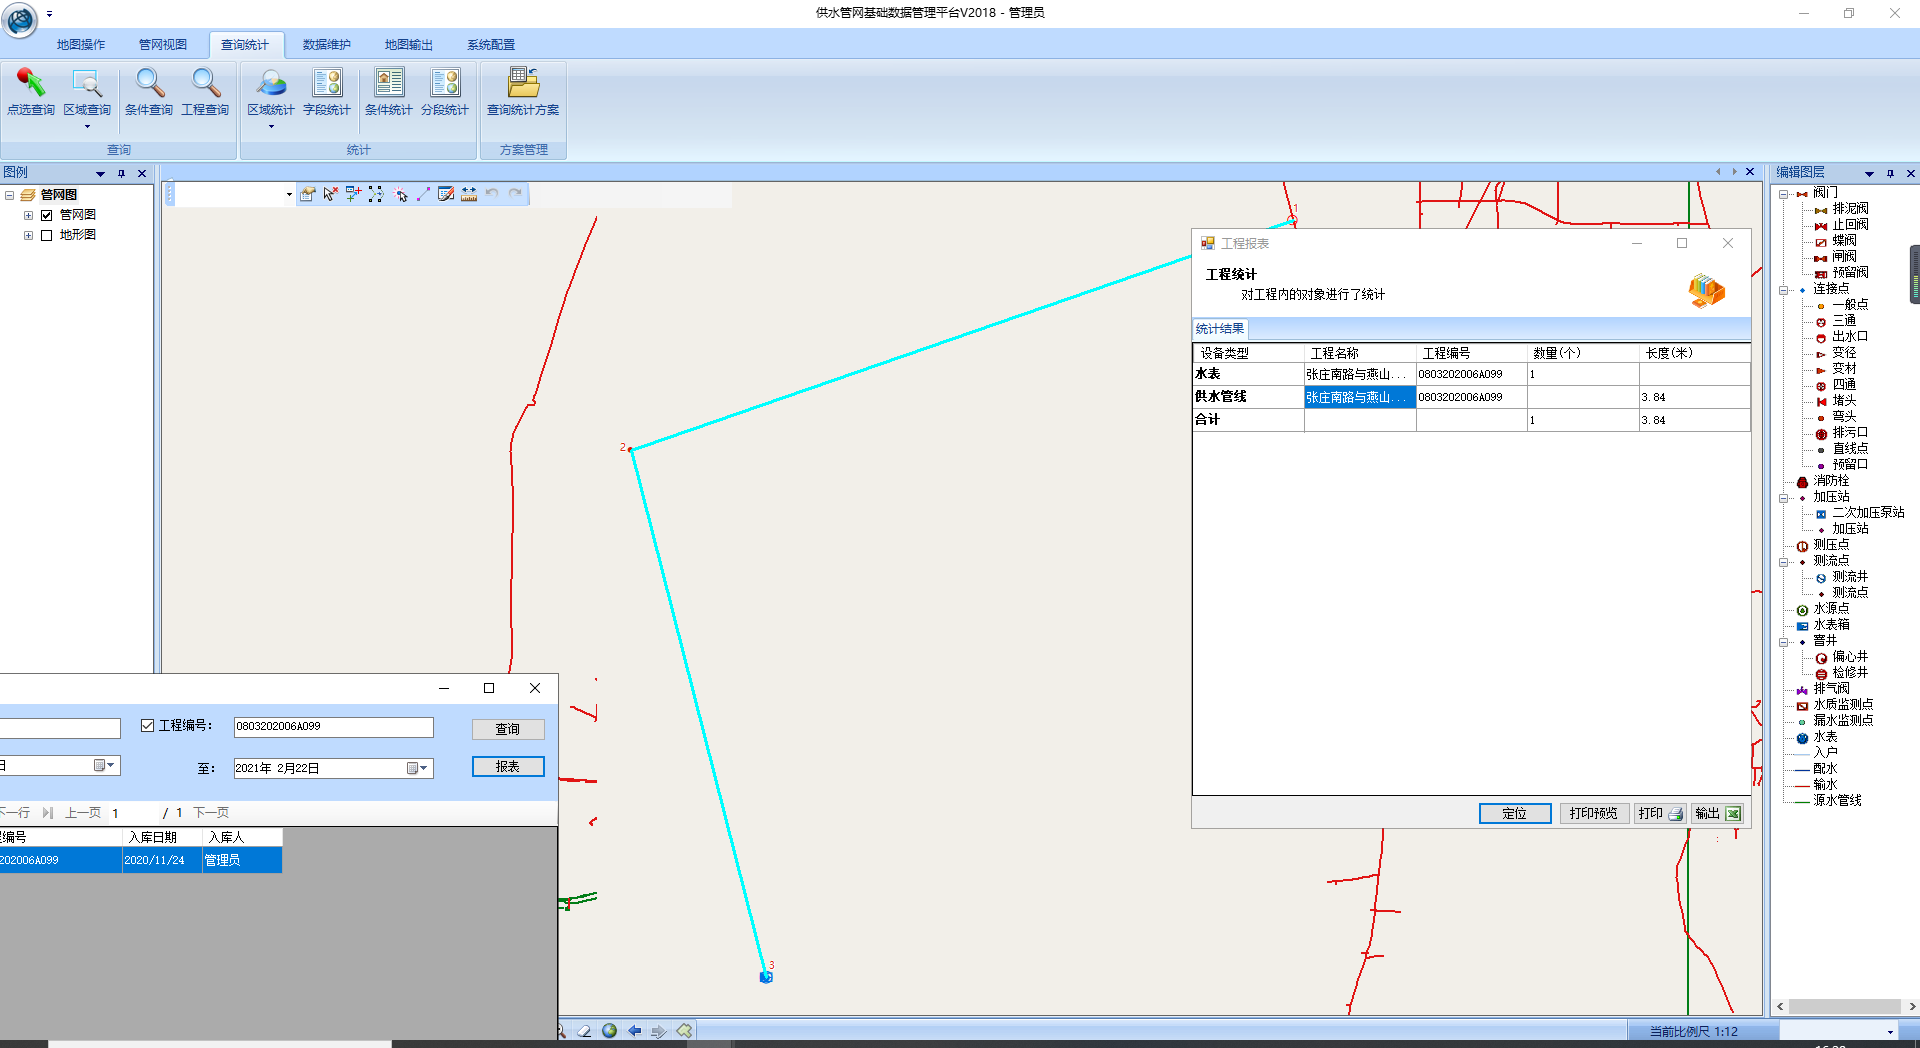 供水管网基础数据管理平台V2018 - 管理员
地图操作 管网视图 查询统计 数据维护 地图输出 系统配置
点选查询 区域查询 条件查询 工程查询 区域统计 字段统计 条件统计 分段统计 查询统计方案
查询 统计 方案管理
图例
管网图
管网图
地形图
1
2
3
工程报表
工程统计
对工程内的对象进行了统计
统计结果
设备类型 工程名称 工程编号 数量(个) 长度(米)
水表 张庄南路与燕山... 0803202006A099 1
供水管线 张庄南路与燕山... 0803202006A099 3.84
合计 1 3.84
定位 打印预览 打印 输出
工程编号: 0803202006A099 查询
日 至: 2021年 2月22日 报表
下一行 上一页 1 / 1 下一页
编号 入库日期 入库人
202006A099 2020/11/24 管理员
编辑图层
阀门
排泥阀
止回阀
蝶阀
闸阀
预留阀
连接点
一般点
三通
出水口
变径
变材
四通
堵头
弯头
排污口
直线点
预留口
消防栓
加压站
二次加压泵站
加压站
测压点
测流点
测流井
测流点
水源点
水表箱
窨井
偏心井
检修井
排气阀
水质监测点
漏水监测点
水表
入户
配水
输水
源水管线
当前比例尺 1:12